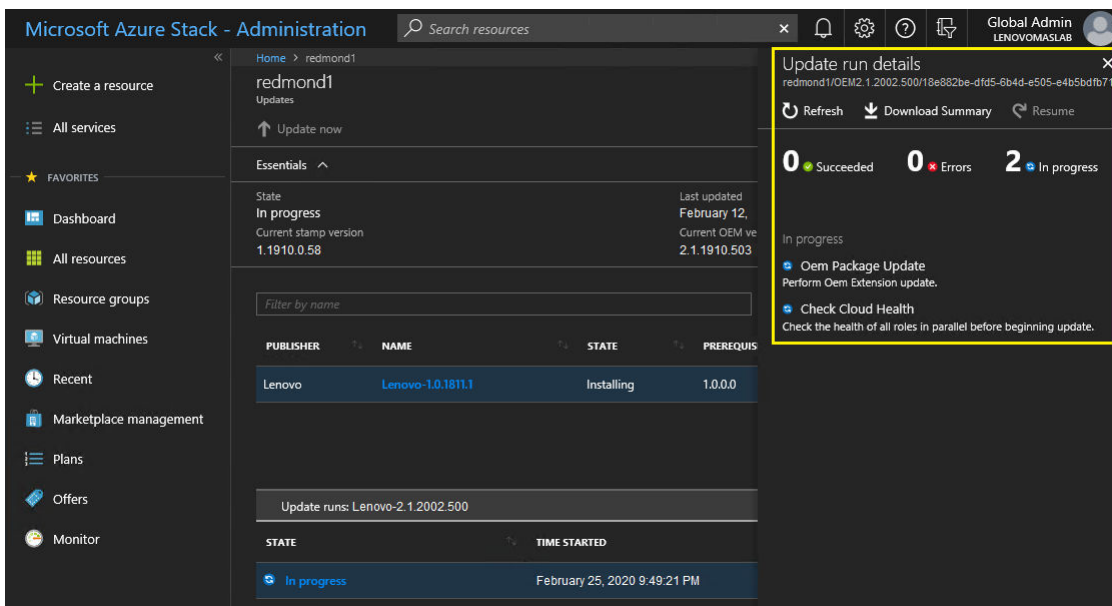 Microsoft Azure Stack - Administration
Search resources
Global Admin
LENOVOMASLAB
Create a resource
All services
FAVORITES
Dashboard
All resources
Resource groups
Virtual machines
Recent
Marketplace management
Plans
Offers
Monitor
Home > redmond1
redmond1
Updates
Update now
Essentials
State
In progress
Current stamp version
1.1910.0.58
Last updated
February 12,
Current OEM ve
2.1.1910.503
Filter by name
PUBLISHER NAME STATE PREREQUIS
Lenovo Lenovo-1.0.1811.1 Installing 1.0.0.0
Update runs: Lenovo-2.1.2002.500
STATE TIME STARTED
In progress February 25, 2020 9:49:21 PM
Update run details
redmond1/OEM2.1.2002.500/18e882be-dfd5-6b4d-e505-e4b5bdfb71
Refresh Download Summary Resume
0 Succeeded 0 Errors 2 In progress
In progress
Oem Package Update
Perform Oem Extension update.
Check Cloud Health
Check the health of all roles in parallel before beginning update.